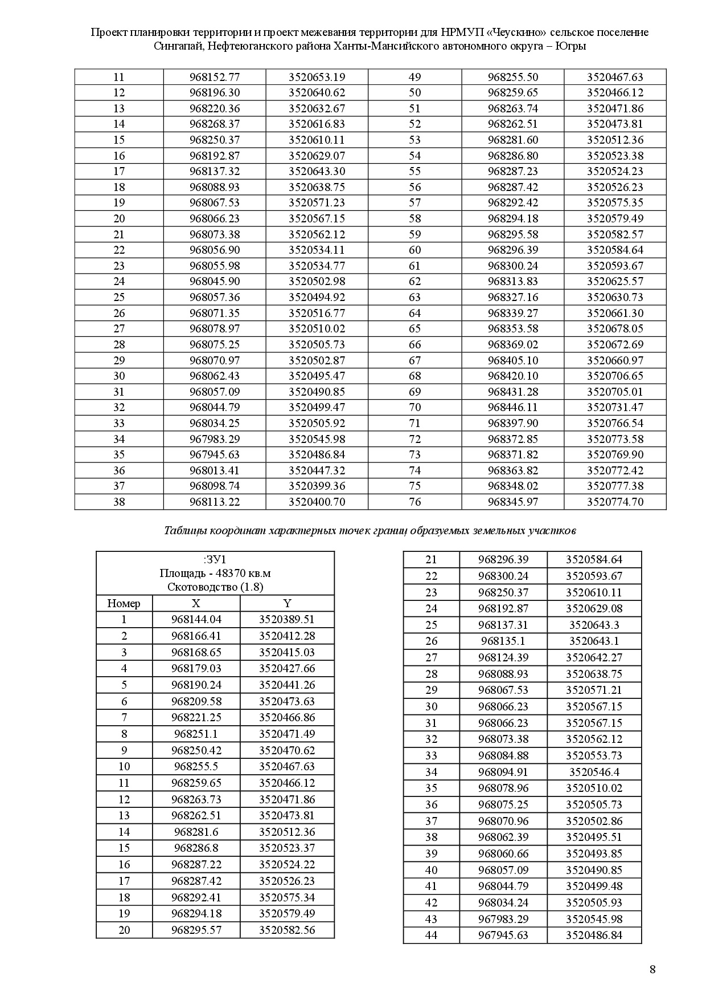 Проект планировки территории и проект межевания территории для НРМУП «Чеускино» сельское поселение
Сингапай, Нефтеюганского района Ханты-Мансийского автономного округа – Югры
11 968152.77 3520653.19 49 968255.50 3520467.63
12 968196.30 3520640.62 50 968259.65 3520466.12
13 968220.36 3520632.67 51 968263.74 3520471.86
14 968268.37 3520616.83 52 968262.51 3520473.81
15 968250.37 3520610.11 53 968281.60 3520512.36
16 968192.87 3520629.07 54 968286.80 3520523.38
17 968137.32 3520643.30 55 968287.23 3520524.23
18 968088.93 3520638.75 56 968287.42 3520526.23
19 968067.53 3520571.23 57 968292.42 3520575.35
20 968066.23 3520567.15 58 968294.18 3520579.49
21 968073.38 3520562.12 59 968295.58 3520582.57
22 968056.90 3520534.11 60 968296.39 3520584.64
23 968055.98 3520534.77 61 968300.24 3520593.67
24 968045.90 3520502.98 62 968313.83 3520625.57
25 968057.36 3520494.92 63 968327.16 3520630.73
26 968071.35 3520516.77 64 968339.27 3520661.30
27 968078.97 3520510.02 65 968353.58 3520678.05
28 968075.25 3520505.73 66 968369.02 3520672.69
29 968070.97 3520502.87 67 968405.10 3520660.97
30 968062.43 3520495.47 68 968420.10 3520706.65
31 968057.09 3520490.85 69 968431.28 3520705.01
32 968044.79 3520499.47 70 968446.11 3520731.47
33 968034.25 3520505.92 71 968397.90 3520766.54
34 967983.29 3520545.98 72 968372.85 3520773.58
35 967945.63 3520486.84 73 968371.82 3520769.90
36 968013.41 3520447.32 74 968363.82 3520772.42
37 968098.74 3520399.36 75 968348.02 3520777.38
38 968113.22 3520400.70 76 968345.97 3520774.70
Таблицы координат характерных точек границ образуемых земельных участков
:ЗУ1
Площадь - 48370 кв.м
Скотоводство (1.8)
Номер X Y
1 968144.04 3520389.51
2 968166.41 3520412.28
3 968168.65 3520415.03
4 968179.03 3520427.66
5 968190.24 3520441.26
6 968209.58 3520473.63
7 968221.25 3520466.86
8 968251.1 3520471.49
9 968250.42 3520470.62
10 968255.5 3520467.63
11 968259.65 3520466.12
12 968263.73 3520471.86
13 968262.51 3520473.81
14 968281.6 3520512.36
15 968286.8 3520523.37
16 968287.22 3520524.22
17 968287.42 3520526.23
18 968292.41 3520575.34
19 968294.18 3520579.49
20 968295.57 3520582.56
21 968296.39 3520584.64
22 968300.24 3520593.67
23 968250.37 3520610.11
24 968192.87 3520629.08
25 968137.31 3520643.3
26 968135.1 3520643.1
27 968124.39 3520642.27
28 968088.93 3520638.75
29 968067.53 3520571.21
30 968066.23 3520567.15
31 968066.23 3520567.15
32 968073.38 3520562.12
33 968084.88 3520553.73
34 968094.91 3520546.4
35 968078.96 3520510.02
36 968075.25 3520505.73
37 968070.96 3520502.86
38 968062.39 3520495.51
39 968060.66 3520493.85
40 968057.09 3520490.85
41 968044.79 3520499.48
42 968034.24 3520505.93
43 967983.29 3520545.98
44 967945.63 3520486.84
8